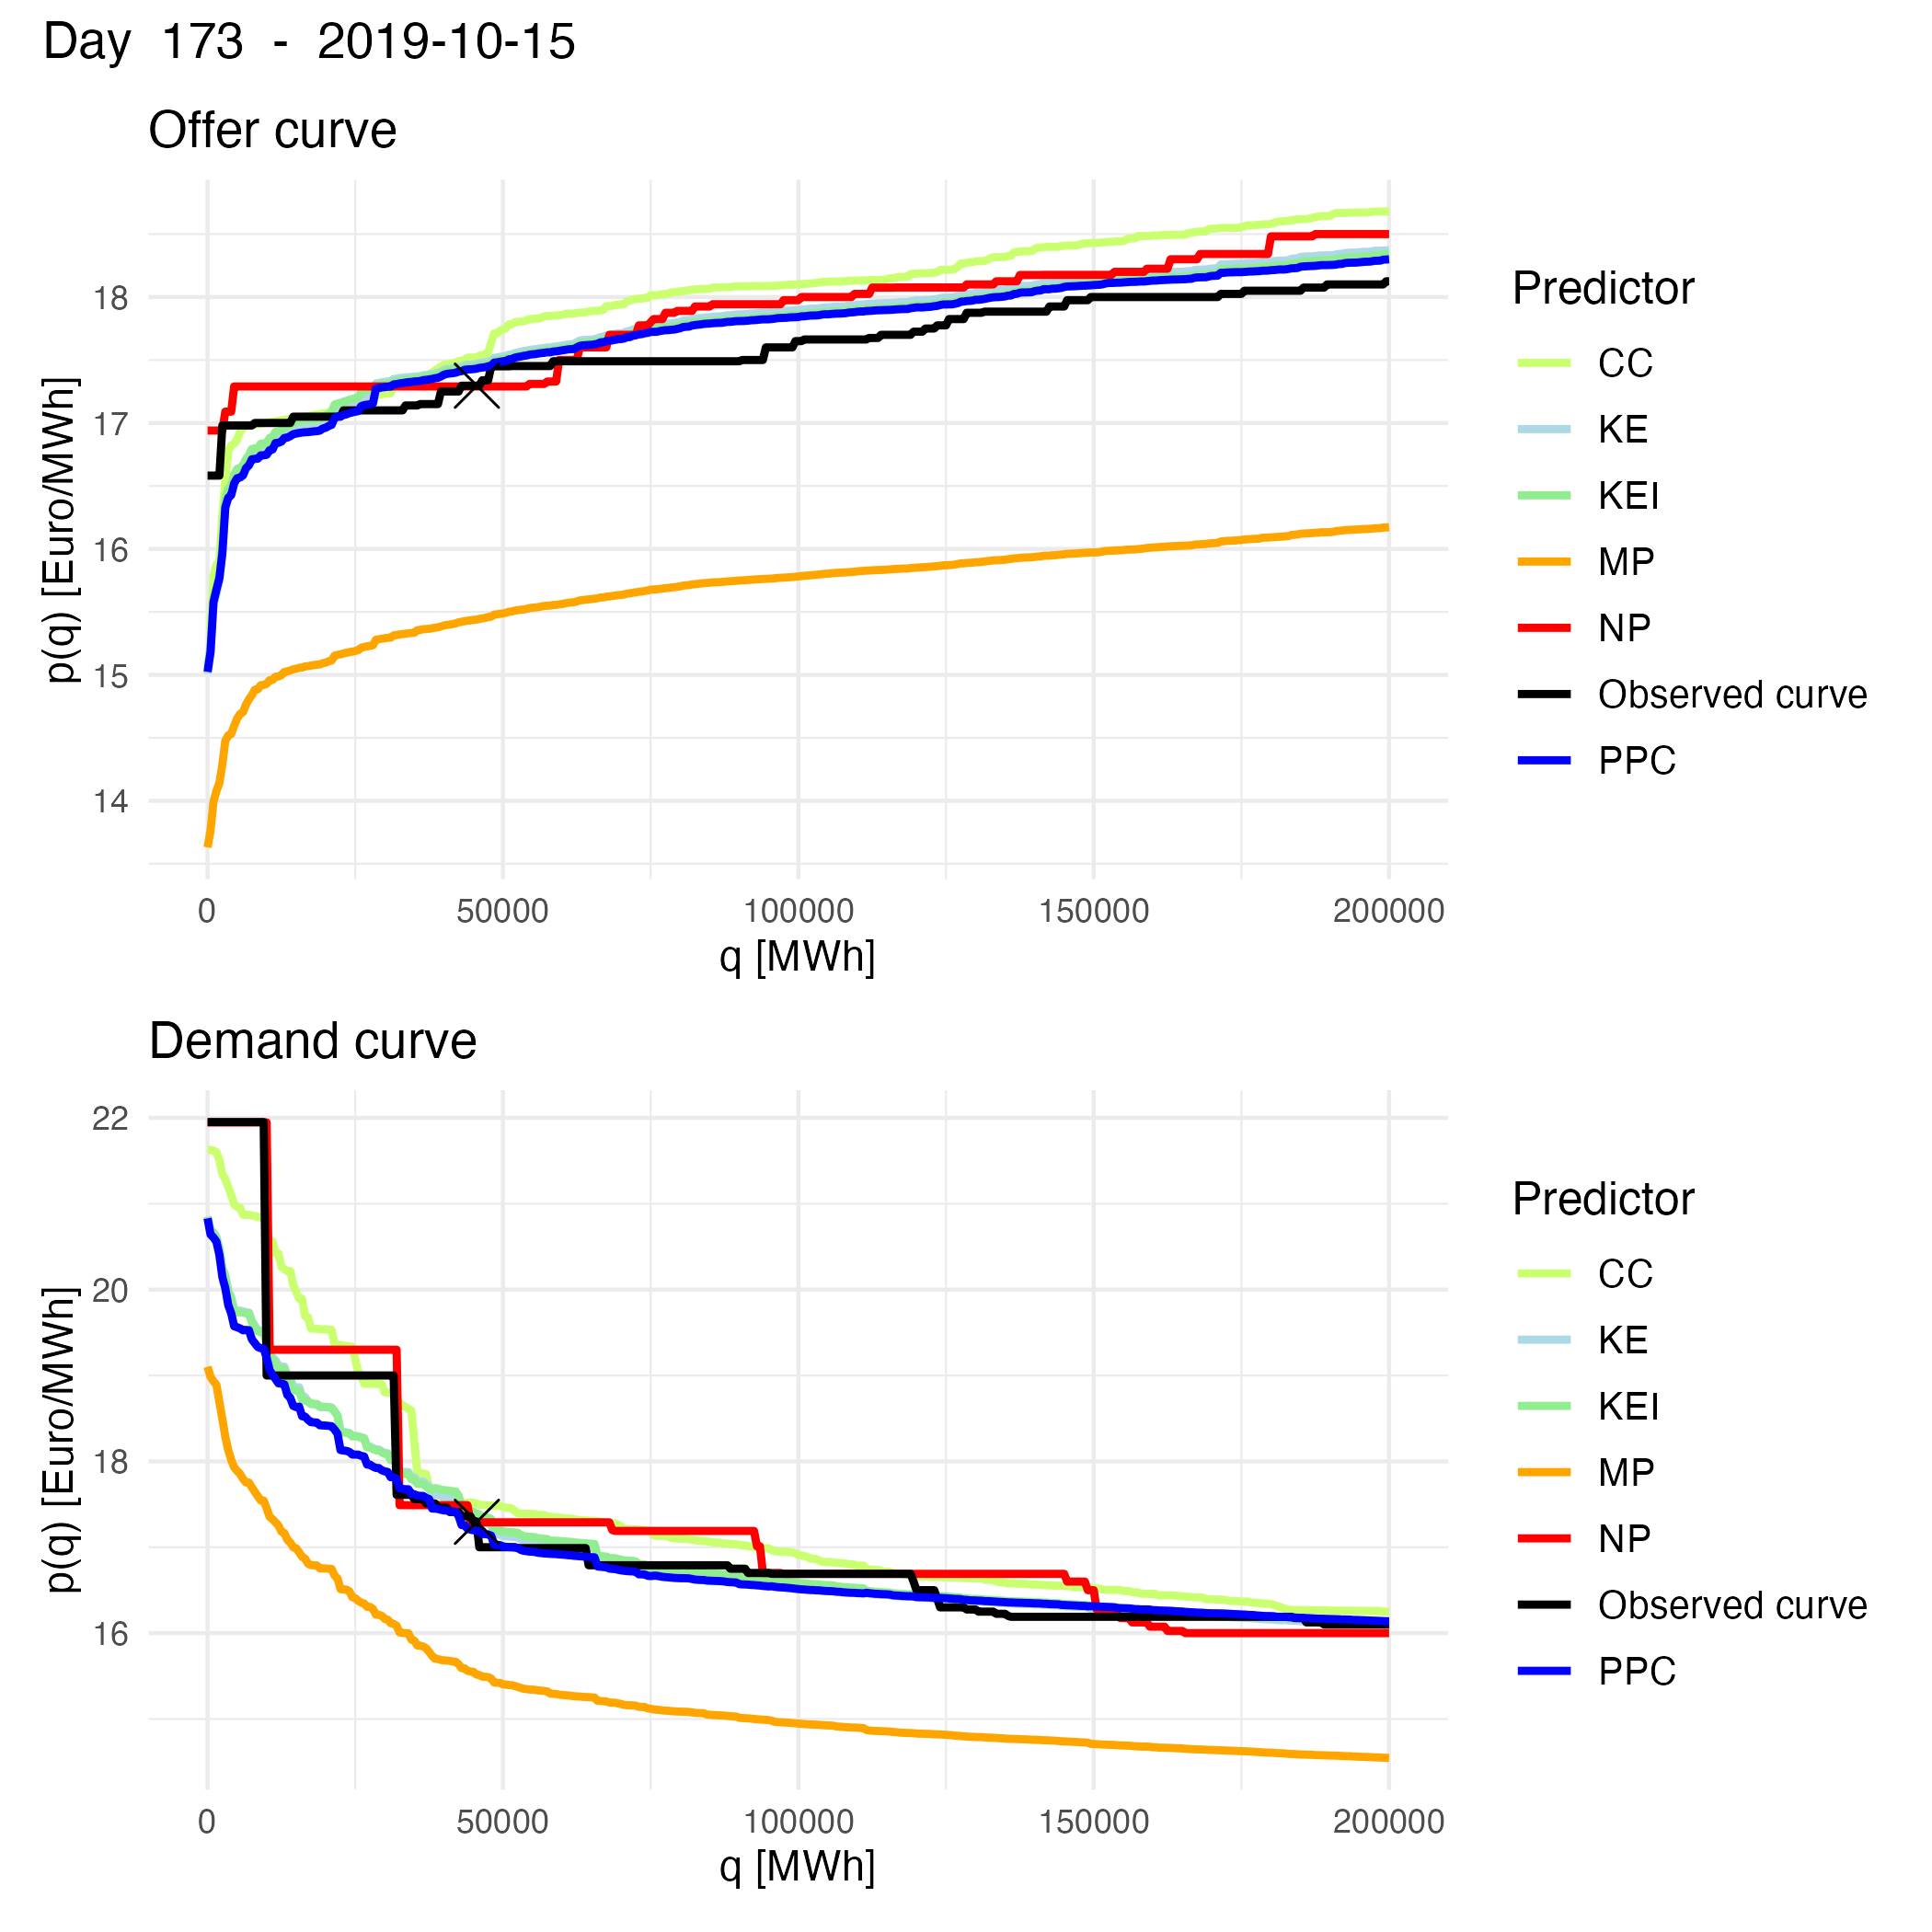 Day 173 - 2019-10-15
Offer curve
p(q) [Euro/MWh]
18
17
16
15
14
0 50000 100000 150000 200000
q [MWh]
Predictor
CC
KE
KEI
MP
NP
Observed curve
PPC
Demand curve
p(q) [Euro/MWh]
22
20
18
16
0 50000 100000 150000 200000
q [MWh]
Predictor
CC
KE
KEI
MP
NP
Observed curve
PPC